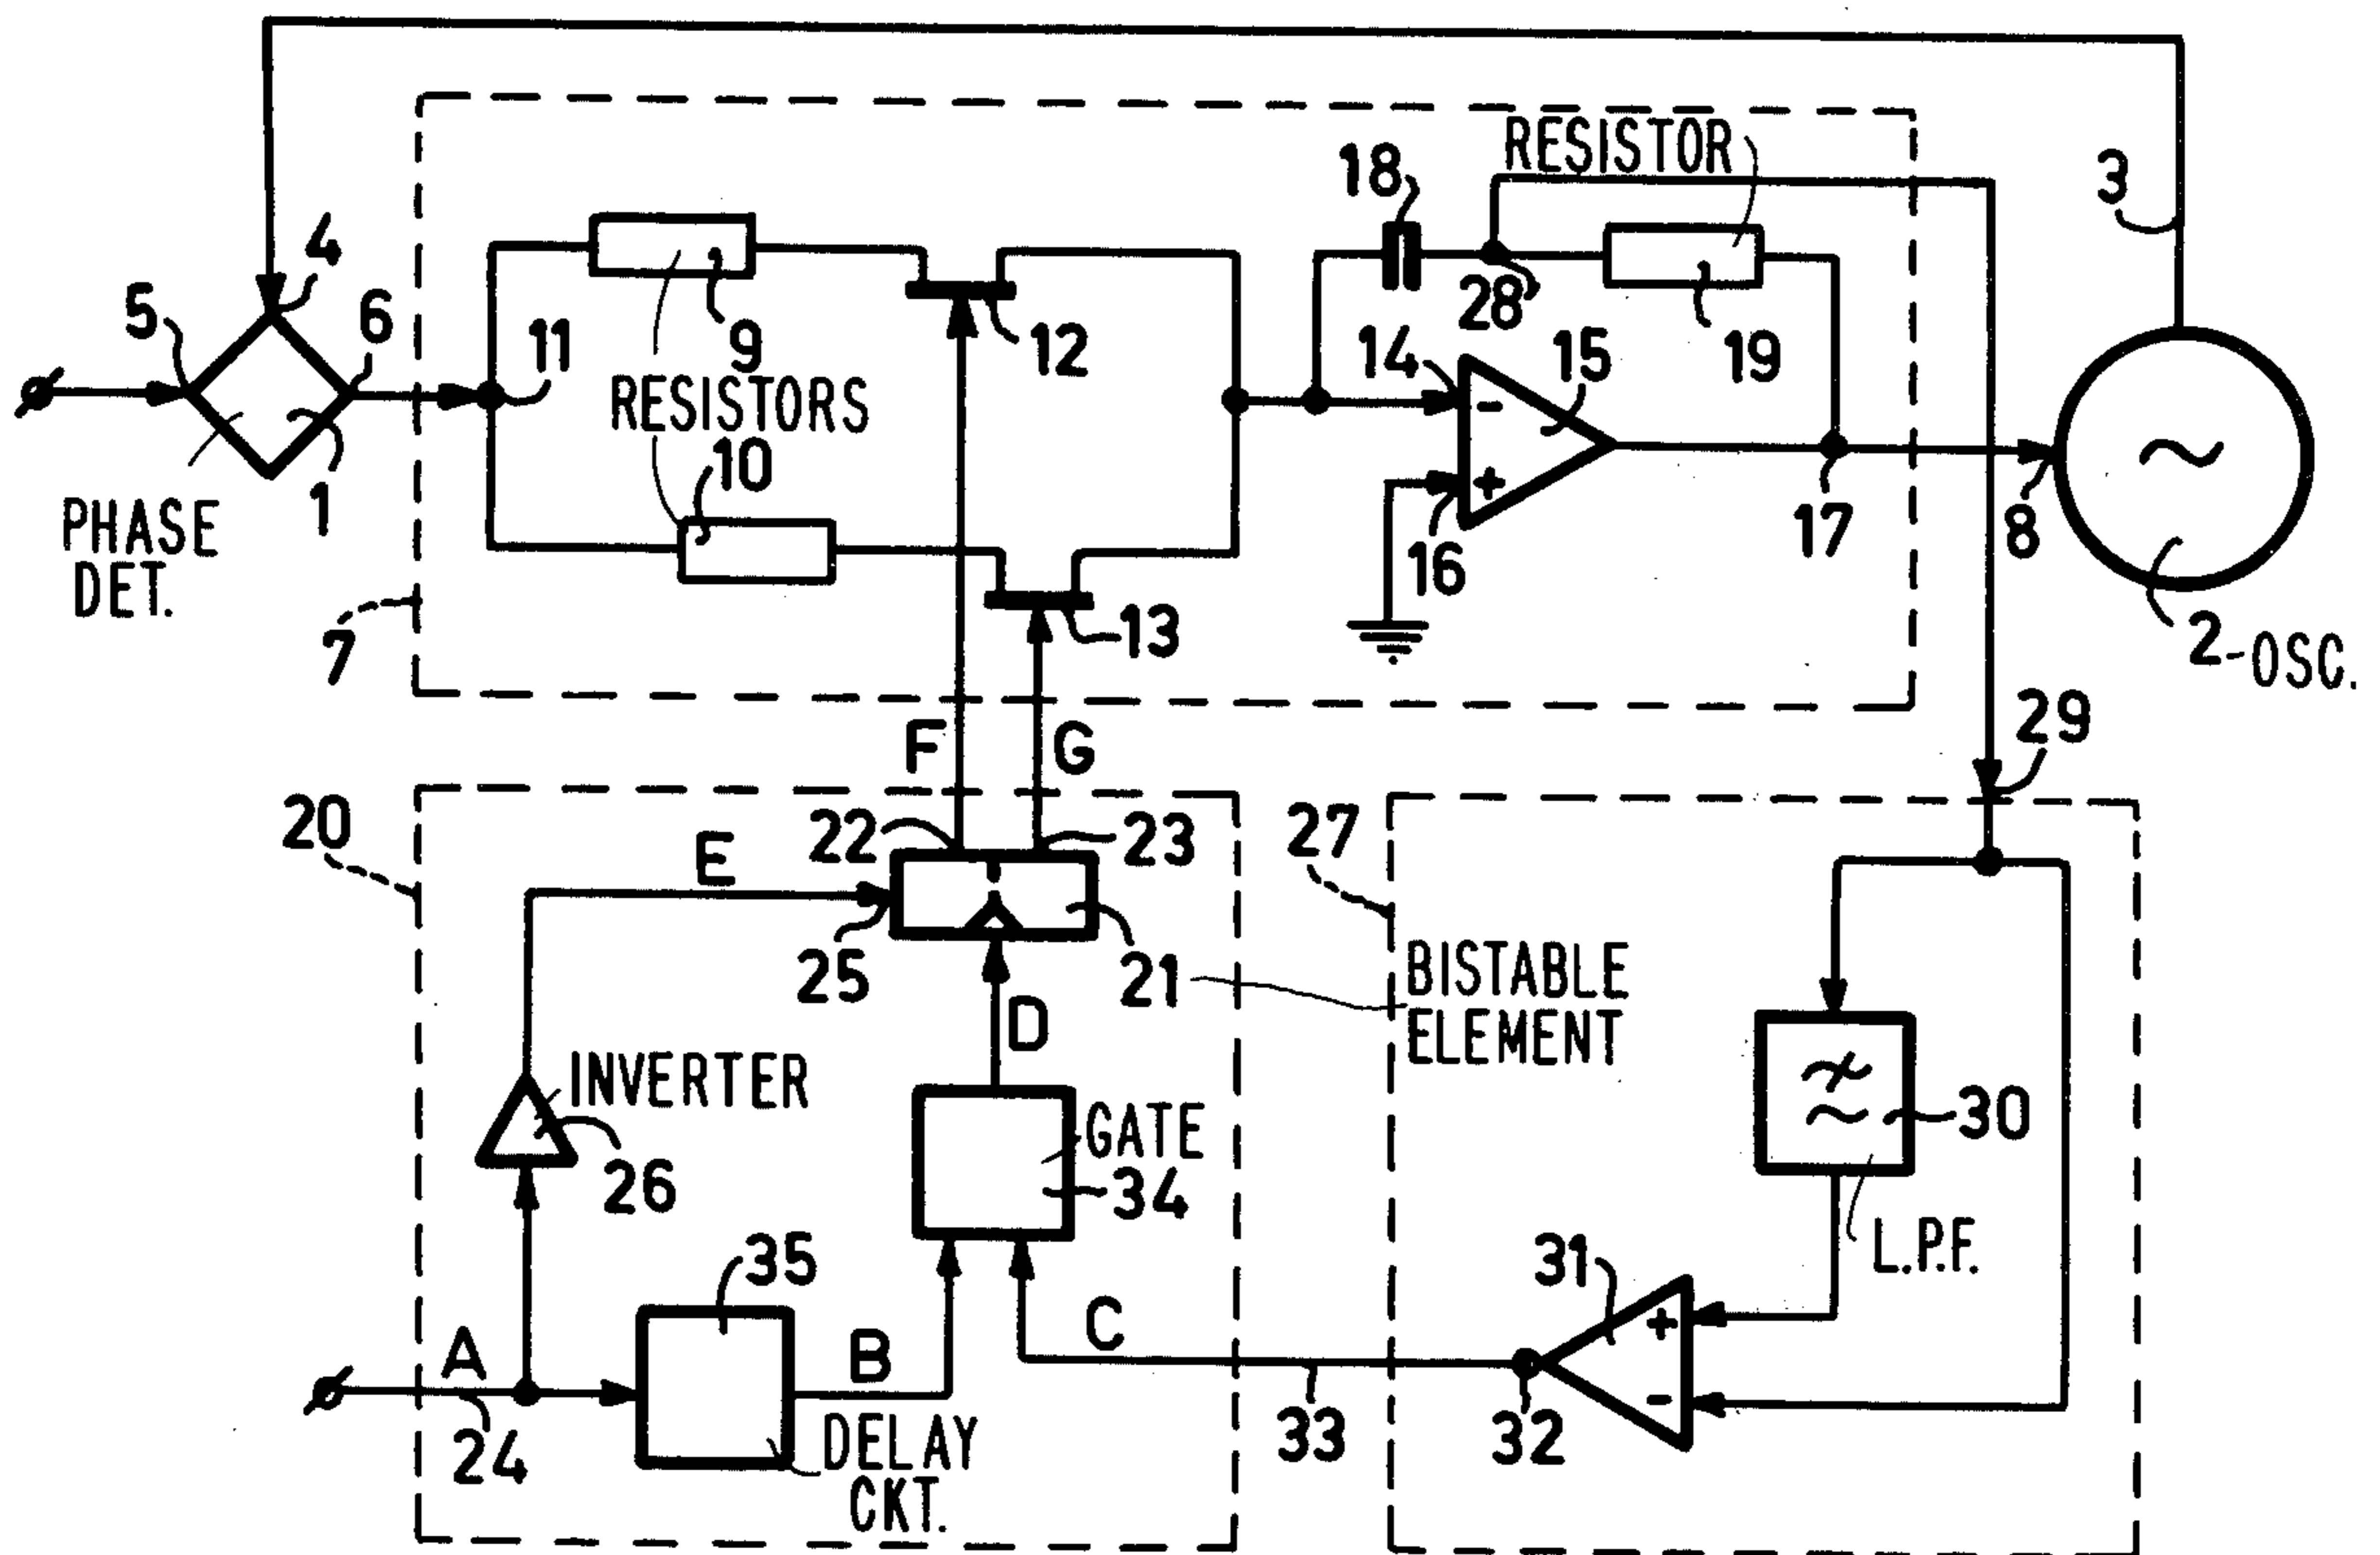 RESISTOR
18
3
4
5
6
11
9
12
28
14
15
19
RESISTORS
10
-
+
1
PHASE
DET.
16
17
8
7
13
2-OSC.
F
G
29
20
22
23
27
E
25
21
BISTABLE
ELEMENT
D
INVERTER
GATE
30
26
34
35
31
L.P.F.
A
B
C
+
-
24
DELAY
CKT.
33
32